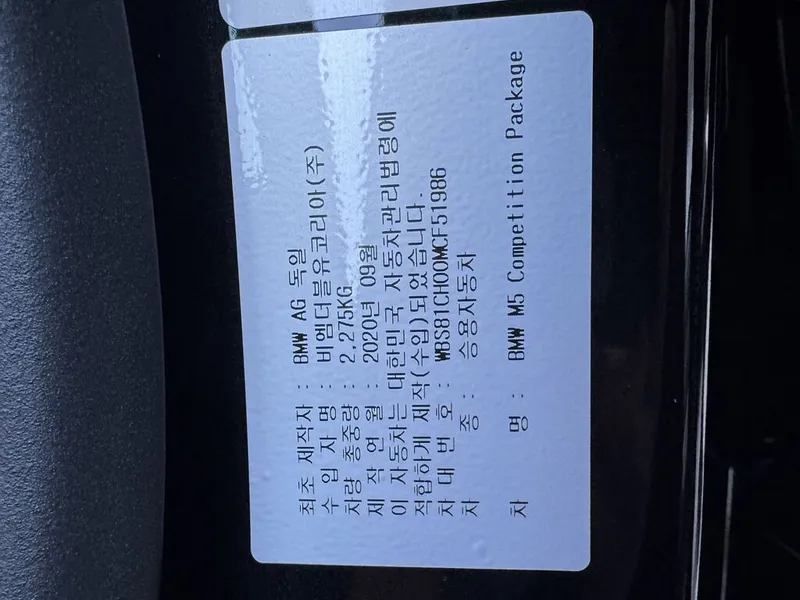 최초 제작자 : BMW AG 독일
수 입 자 명 : 비엠더블유코리아(주)
차량 총중량 : 2,275KG
제 작 연 월 : 2020년 09월
이 자동차는 대한민국 자동차관리법령에
적합하게 제작(수입)되었습니다.
차 대 번 호 : WBS81CH00MCF51986
차 종 : 승용자동차
차 명 : BMW M5 Competition Package